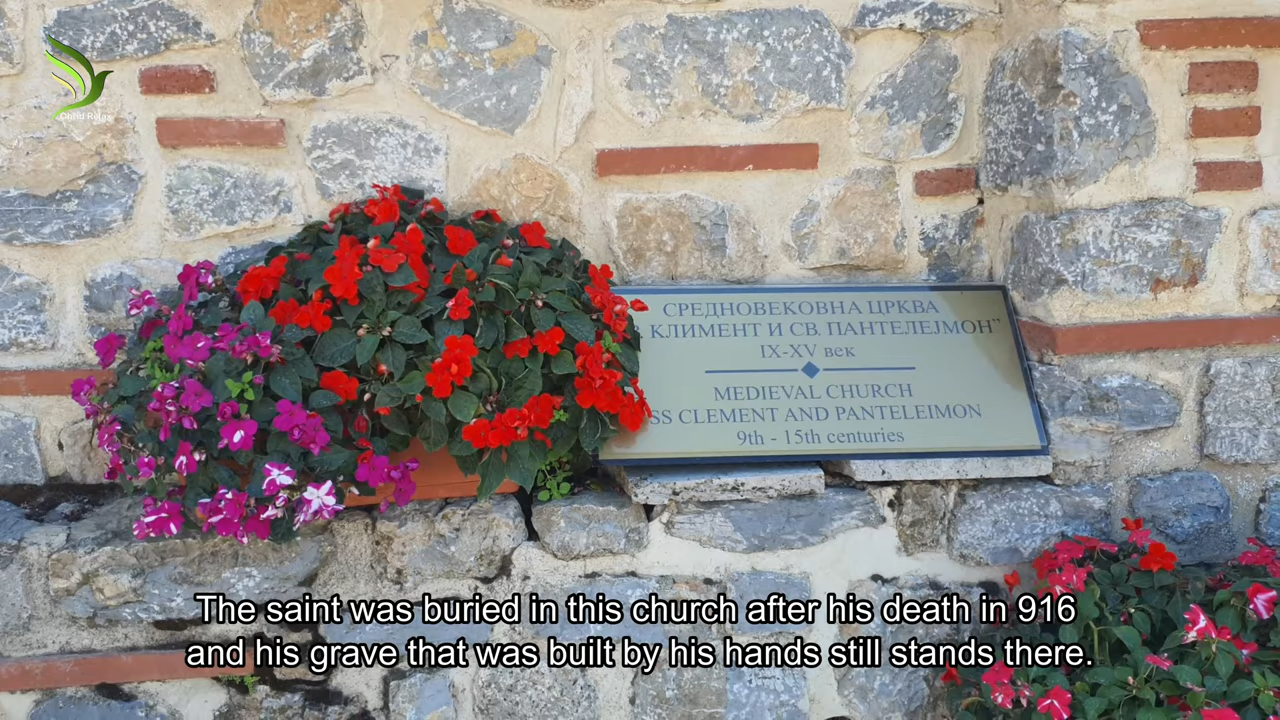 Ohrid Relax
СРЕДНОВЕКОВНА ЦРКВА
КЛИМЕНТ И СВ. ПАНТЕЛЕЈМОН”
IX-XV век
MEDIEVAL CHURCH
SS CLEMENT AND PANTELEIMON
9th - 15th centuries
The saint was buried in this church after his death in 916
and his grave that was built by his hands still stands there.